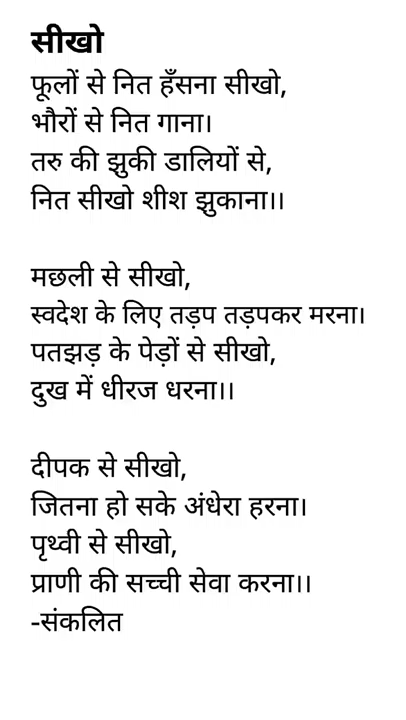 सीखो
फूलों से नित हँसना सीखो,
भौरों से नित गाना।
तरु की झुकी डालियों से,
नित सीखो शीश झुकाना।।
मछली से सीखो,
स्वदेश के लिए तड़प तड़पकर मरना।
पतझड़ के पेड़ों से सीखो,
दुख में धीरज धरना।।
दीपक से सीखो,
जितना हो सके अंधेरा हरना।
पृथ्वी से सीखो,
प्राणी की सच्ची सेवा करना।।
-संकलित